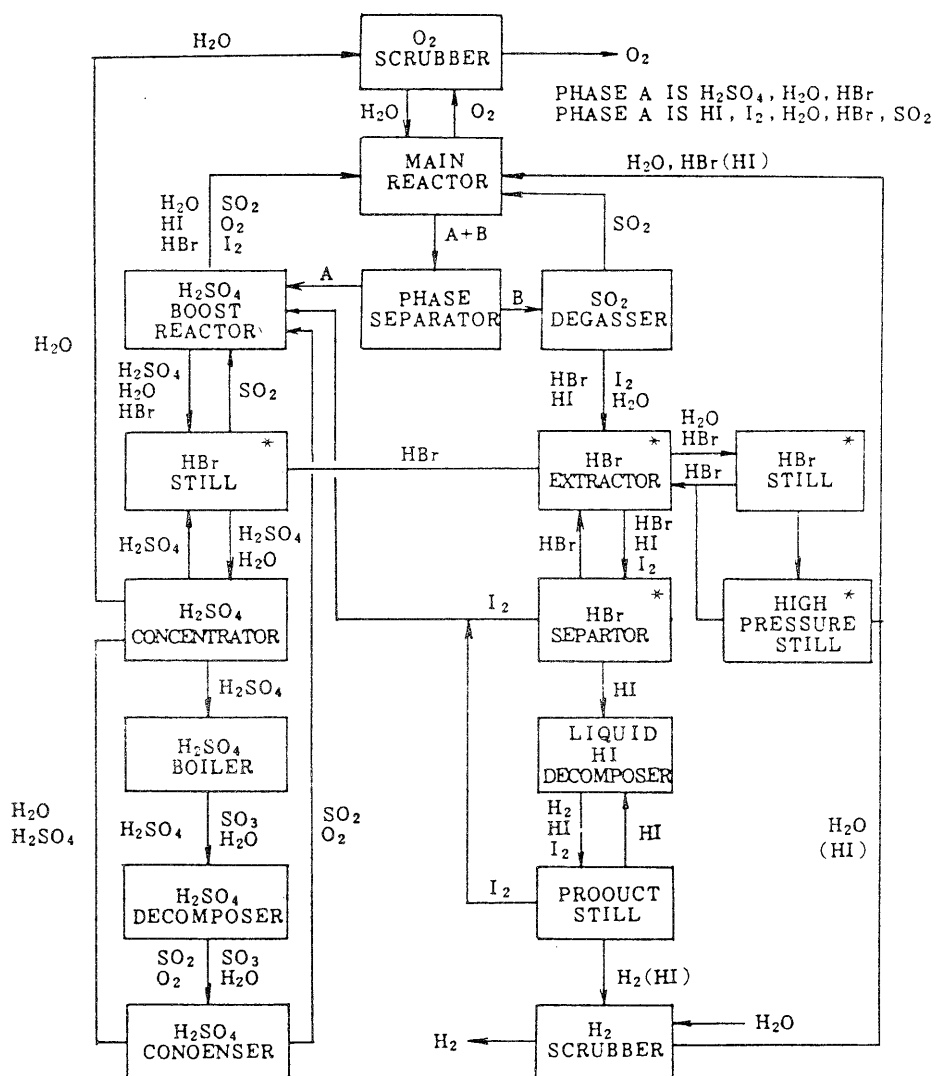 H₂O
O₂
SCRUBBER
O₂
PHASE A IS H₂SO₄, H₂O, HBr
PHASE A IS HI, I₂, H₂O, HBr, SO₂
H₂O
O₂
MAIN
REACTOR
H₂O, HBr(HI)
H₂O
HI
HBr
SO₂
O₂
I₂
A+B
SO₂
H₂SO₄
BOOST
REACTOR
A
PHASE
SEPARATOR
B
SO₂
DEGASSER
H₂O
H₂SO₄
H₂O
HBr
SO₂
HBr
HI
I₂
H₂O
HBr
STILL
*
HBr
HBr
EXTRACTOR
*
H₂O
HBr
HBr
HBr
STILL
*
H₂SO₄
H₂SO₄
H₂O
HBr
HBr
HI
I₂
H₂SO₄
CONCENTRATOR
I₂
HBr
SEPARTOR
*
HIGH
PRESSURE
STILL
*
H₂SO₄
HI
H₂SO₄
BOILER
LIQUID
HI
DECOMPOSER
H₂O
H₂SO₄
H₂SO₄
SO₃
H₂O
SO₂
O₂
H₂
HI
I₂
HI
H₂O
(HI)
H₂SO₄
DECOMPOSER
I₂
PROOUCT
STILL
SO₂
O₂
SO₃
H₂O
H₂(HI)
H₂SO₄
CONOENSER
H₂
H₂
SCRUBBER
H₂O